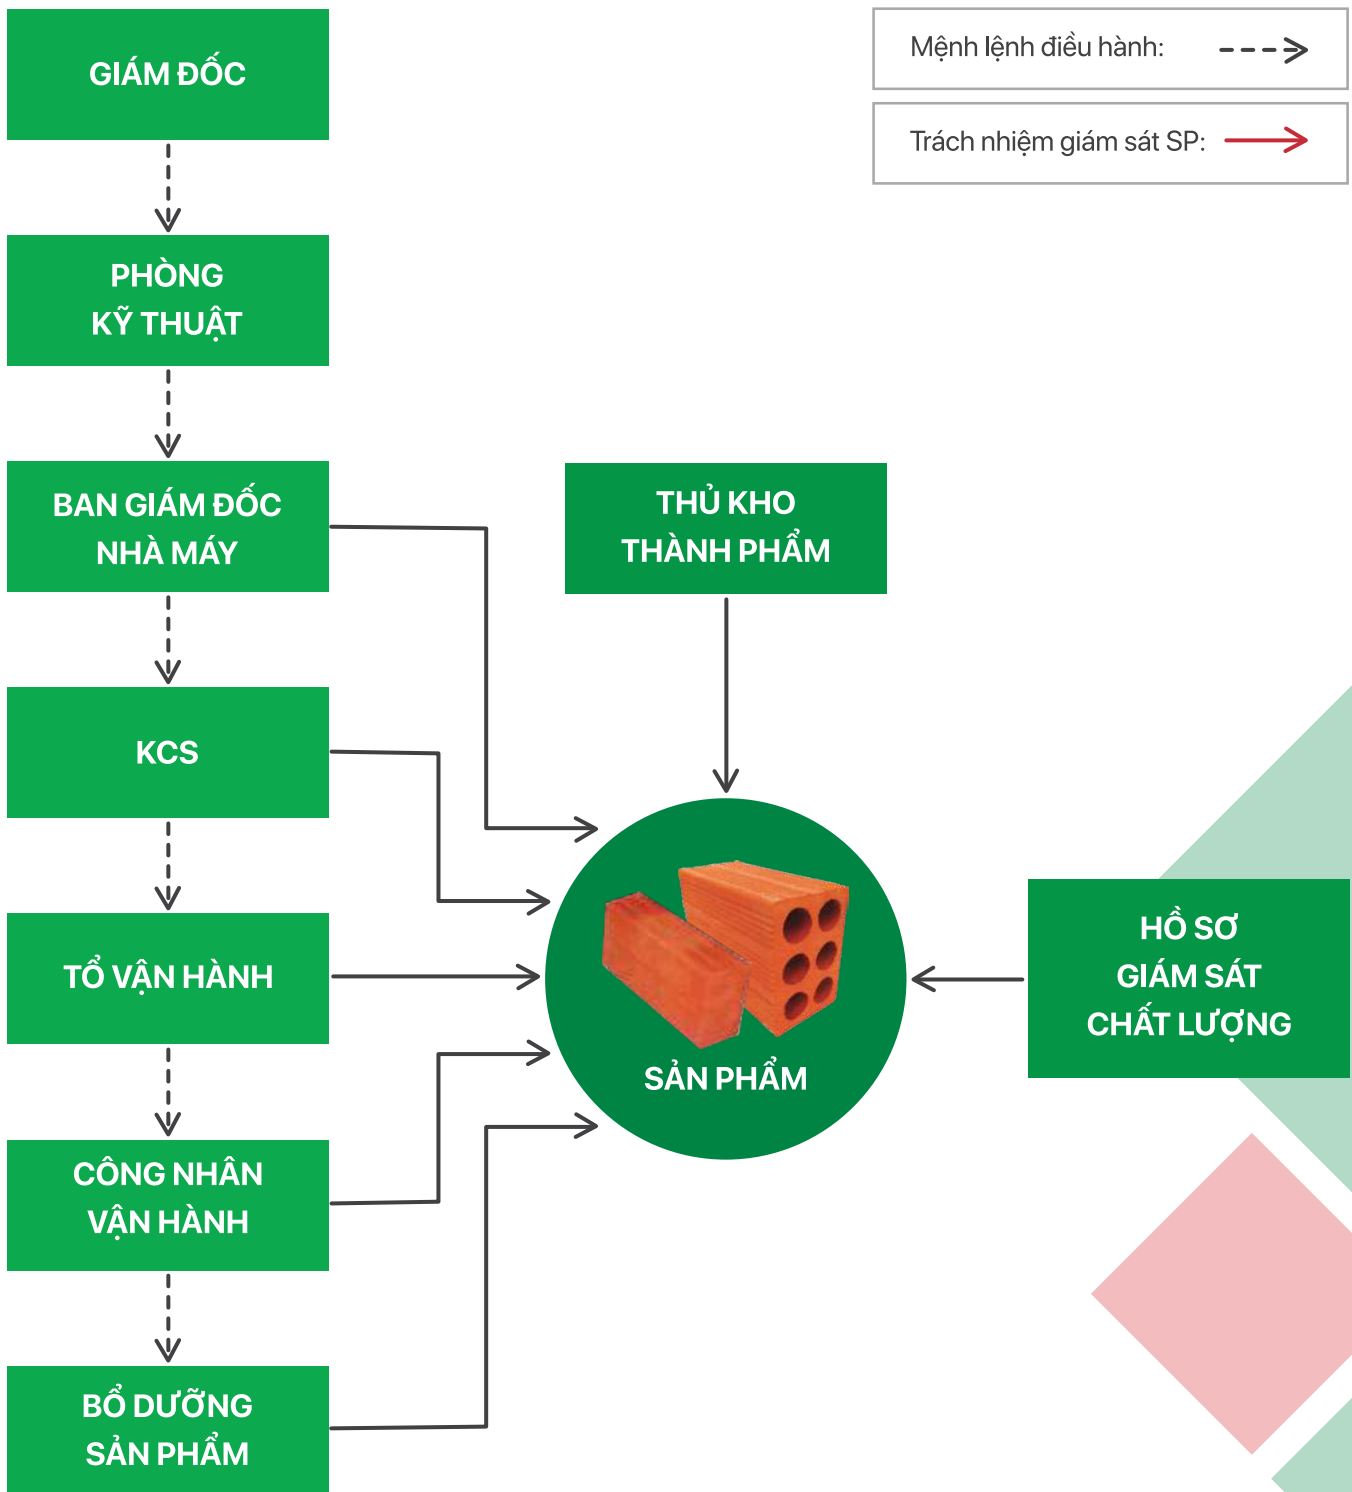 GIÁM ĐỐC
Mệnh lệnh điều hành:
Trách nhiệm giám sát SP:
PHÒNG
KỸ THUẬT
BAN GIÁM ĐỐC
NHÀ MÁY
THỦ KHO
THÀNH PHẨM
KCS
TỔ VẬN HÀNH
HỒ SƠ
GIÁM SÁT
CHẤT LƯỢNG
SẢN PHẨM
CÔNG NHÂN
VẬN HÀNH
BỔ DƯỠNG
SẢN PHẨM